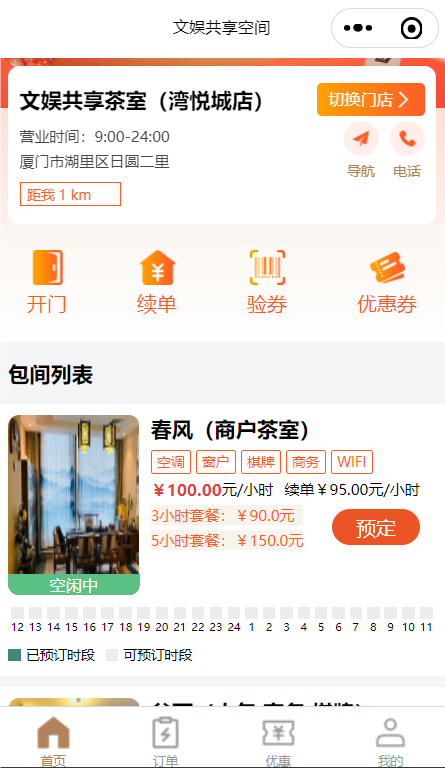 文娱共享空间
文娱共享茶室（湾悦城店）
切换门店
营业时间：9:00-24:00
厦门市湖里区日圆二里
导航 电话
距我 1 km
开门 续单 验券 优惠券
包间列表
春风（商户茶室）
空调 窗户 棋牌 商务 WIFI
￥100.00元/小时 续单￥95.00元/小时
3小时套餐：￥90.0元
预定
5小时套餐：￥150.0元
空闲中
12 13 14 15 16 17 18 19 20 21 22 23 24 1 2 3 4 5 6 7 8 9 10 11
已预订时段 可预订时段
首页 订单 优惠 我的